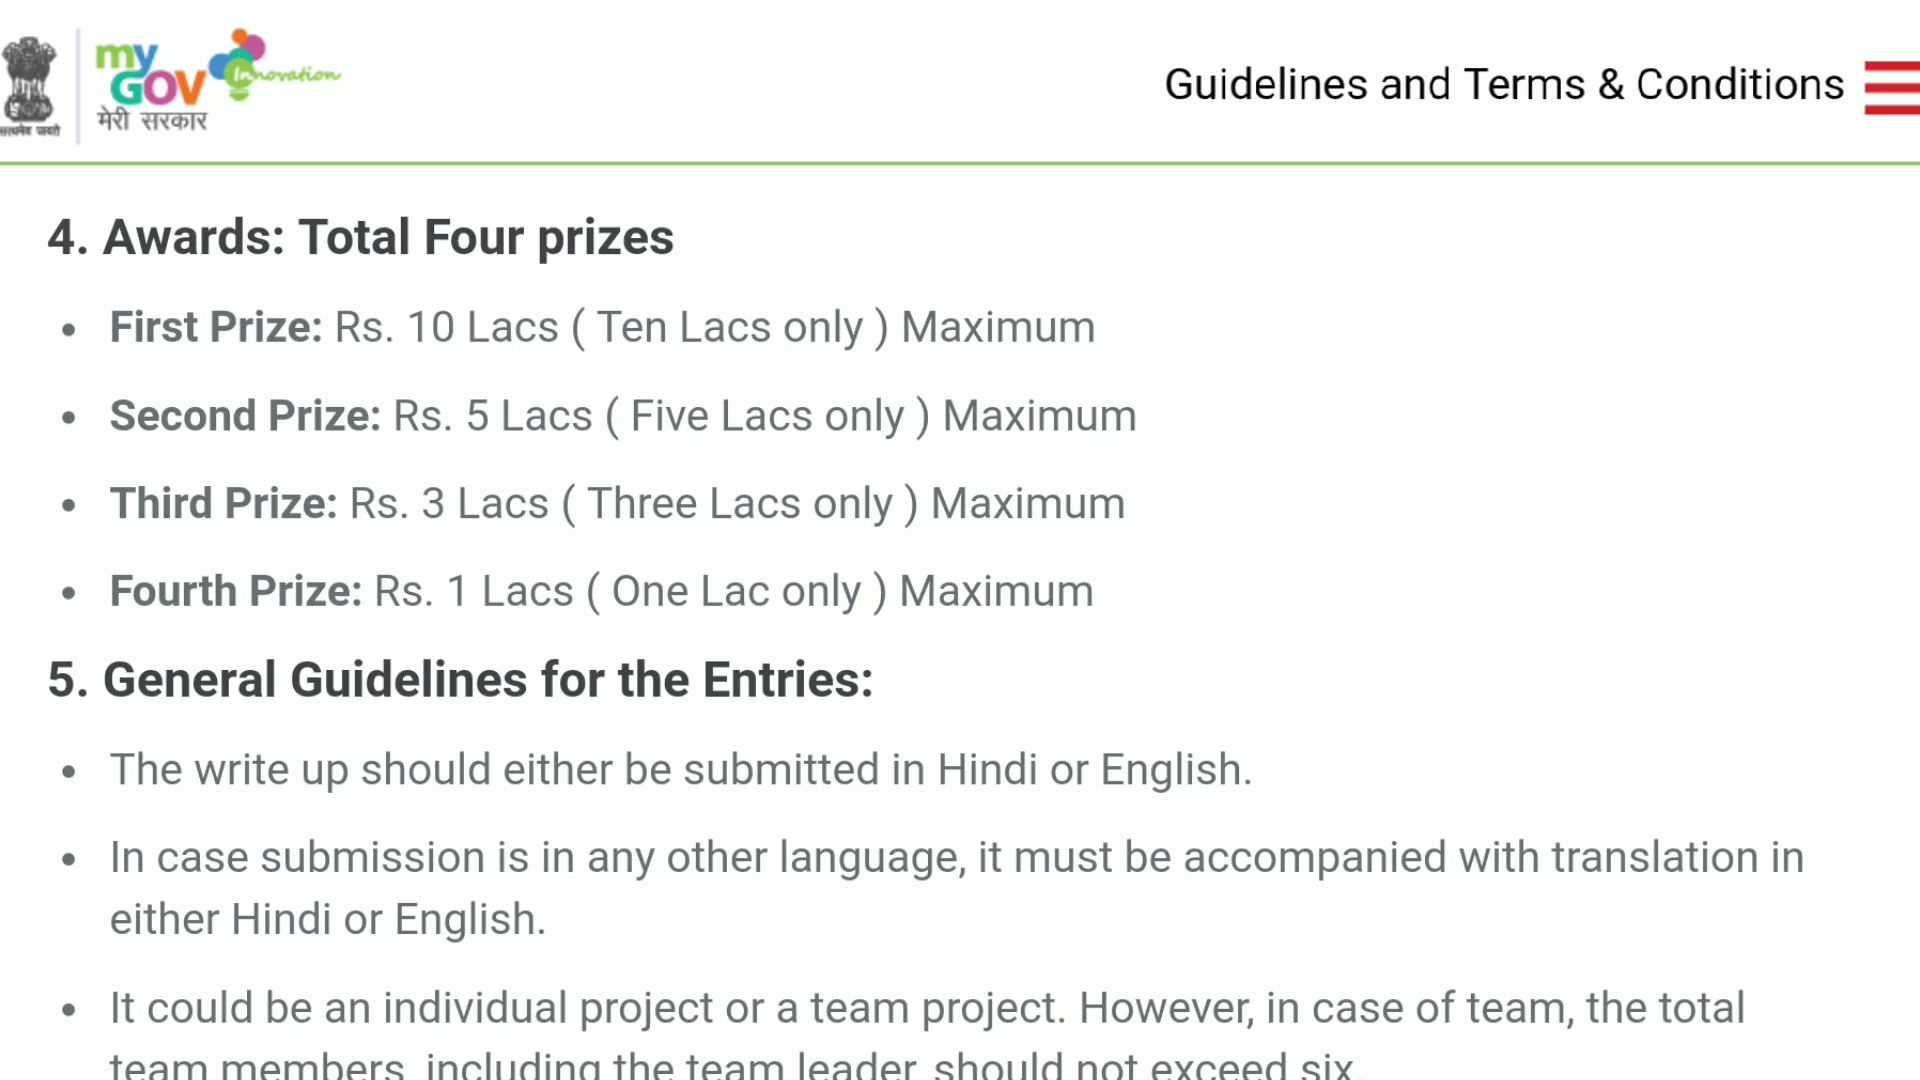 सत्यमेव जयते
my
GOV
मेरी सरकार
Innovation
Guidelines and Terms & Conditions
4. Awards: Total Four prizes
• First Prize: Rs. 10 Lacs ( Ten Lacs only ) Maximum
• Second Prize: Rs. 5 Lacs ( Five Lacs only ) Maximum
• Third Prize: Rs. 3 Lacs ( Three Lacs only ) Maximum
• Fourth Prize: Rs. 1 Lacs ( One Lac only ) Maximum
5. General Guidelines for the Entries:
• The write up should either be submitted in Hindi or English.
• In case submission is in any other language, it must be accompanied with translation in
either Hindi or English.
• It could be an individual project or a team project. However, in case of team, the total
team members, including the team leader, should not exceed six.